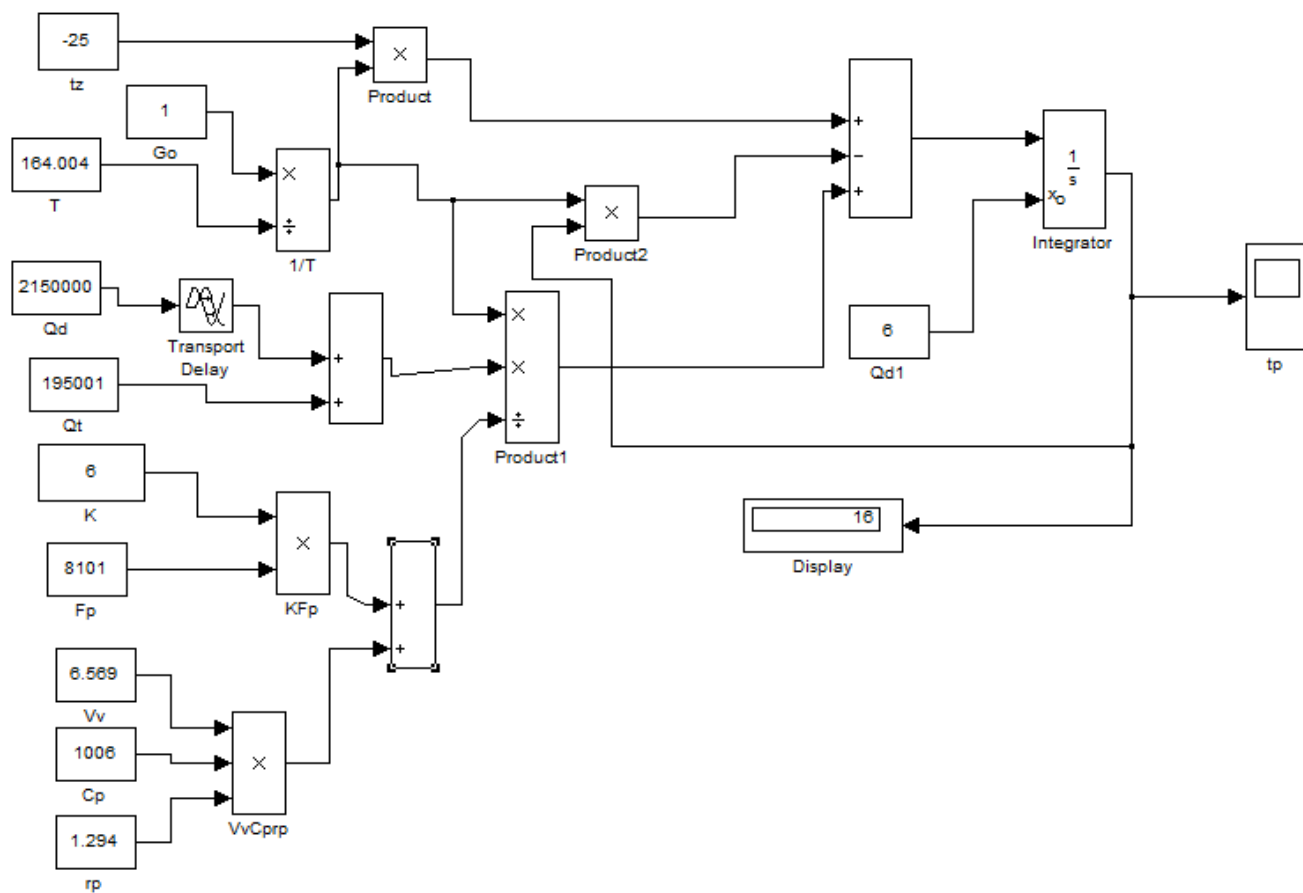 -25
tz
×
Product
1
Go
164.004
T
×
÷
1/T
2150000
Qd
Transport
Delay
195001
Qt
+
+
×
Product2
×
×
÷
Product1
+
−
+
1
s
xo
Integrator
6
Qd1
tp
16
Display
6
K
8101
Fp
×
KFp
+
+
6.569
Vv
1006
Cp
1.294
rp
×
VvCprp